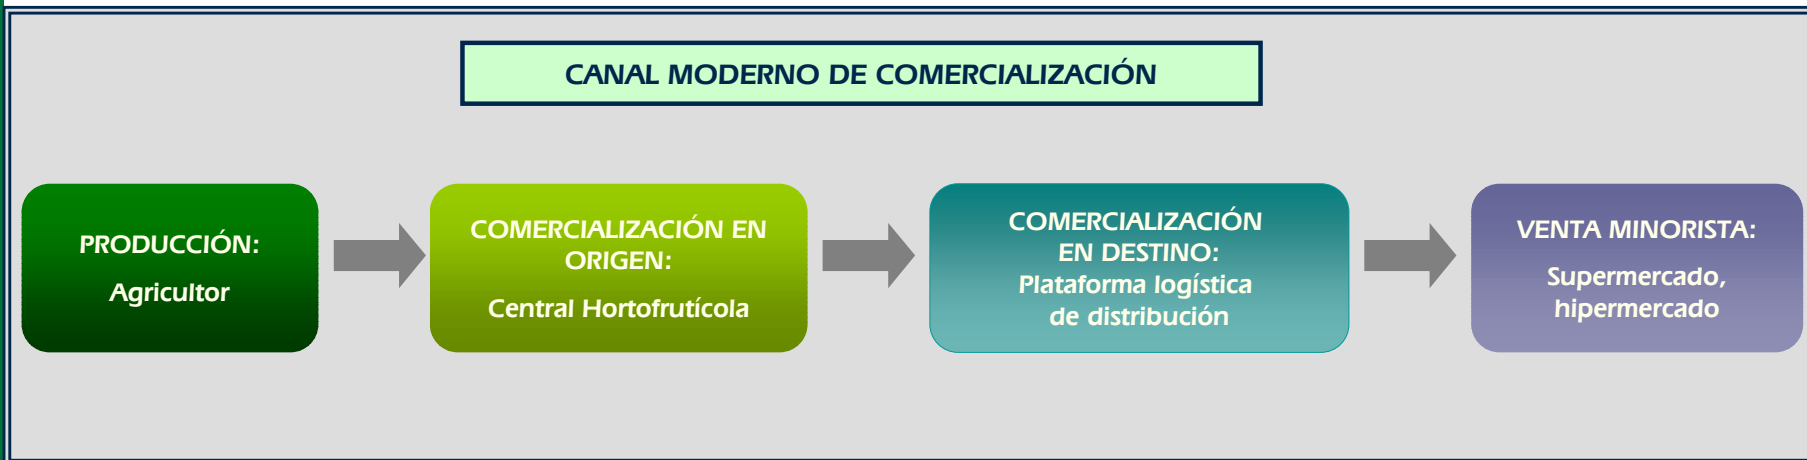 CANAL MODERNO DE COMERCIALIZACIÓN
PRODUCCIÓN:
Agricultor
COMERCIALIZACIÓN EN
ORIGEN:
Central Hortofrutícola
COMERCIALIZACIÓN
EN DESTINO:
Plataforma logística
de distribución
VENTA MINORISTA:
Supermercado,
hipermercado